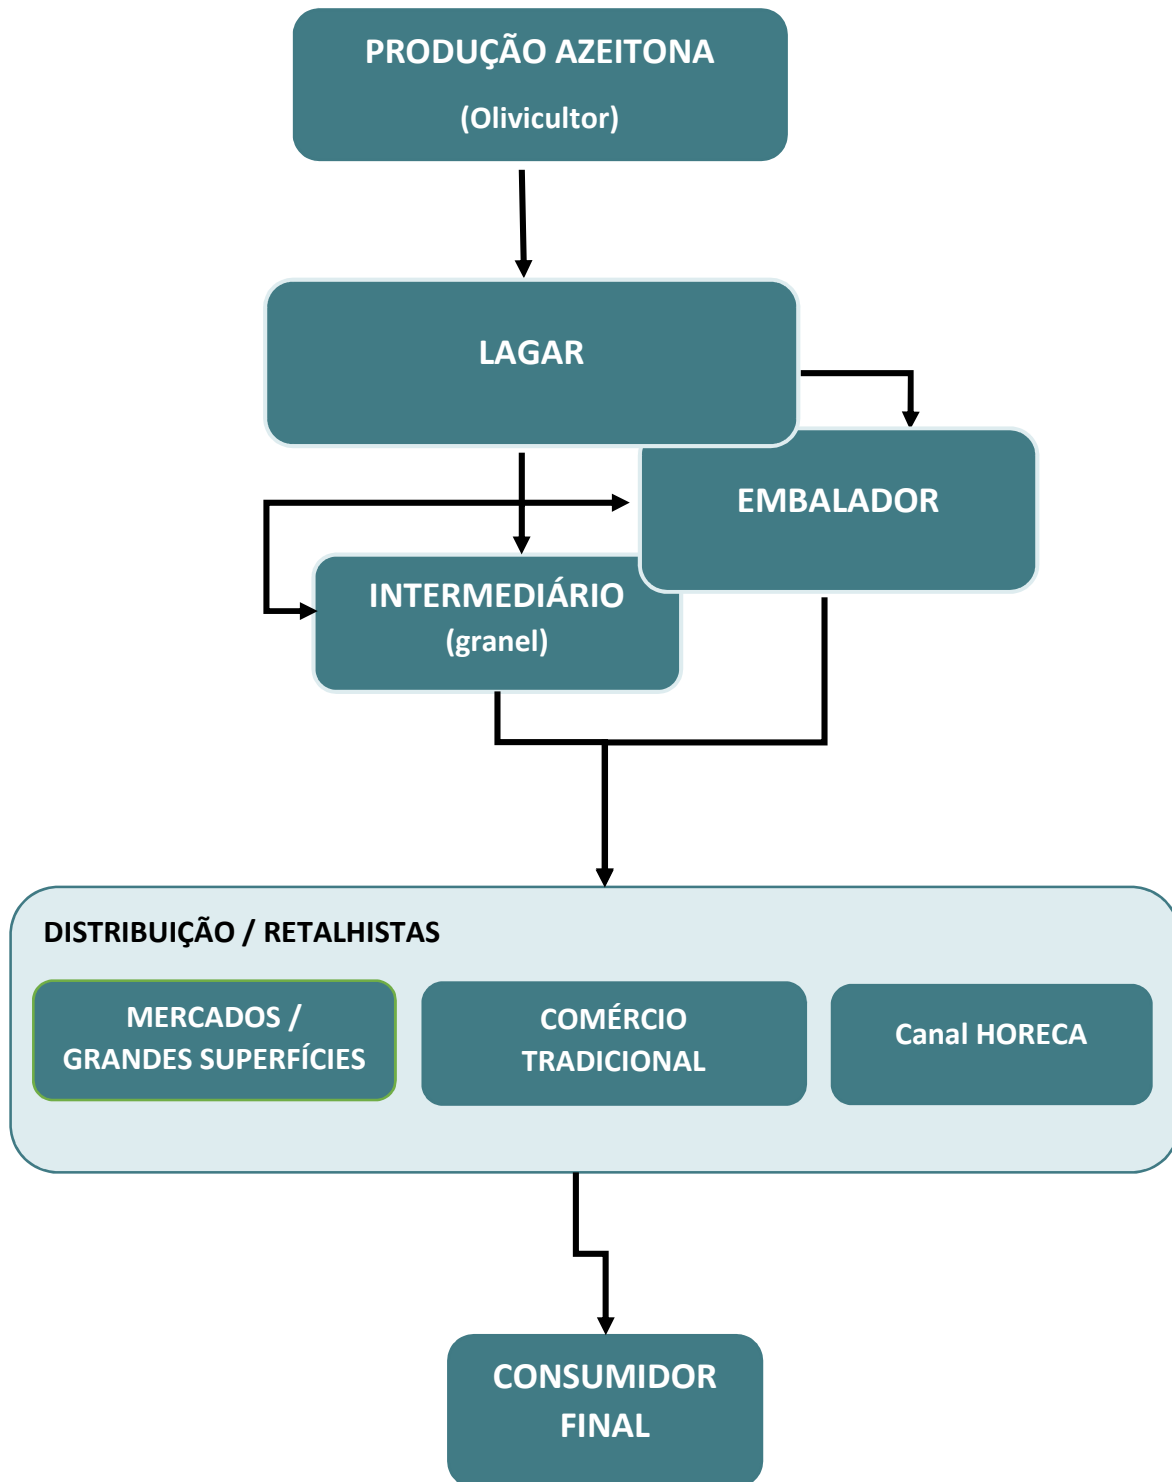 PRODUÇÃO AZEITONA
(Olivicultor)
LAGAR
EMBALADOR
INTERMEDIÁRIO
(granel)
DISTRIBUIÇÃO / RETALHISTAS
MERCADOS /
GRANDES SUPERFÍCIES
COMÉRCIO
TRADICIONAL
Canal HORECA
CONSUMIDOR
FINAL